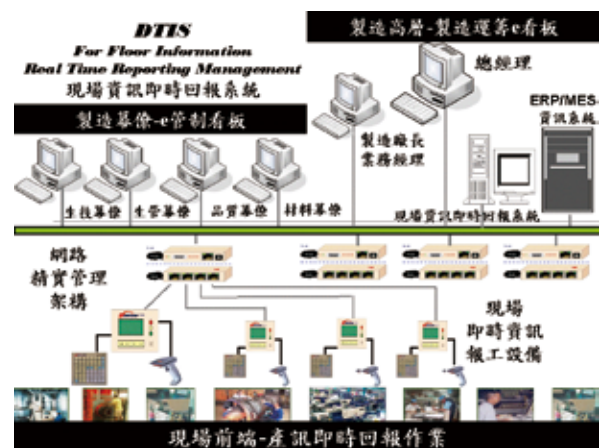 DTIS
For Floor Information
Real Time Reporting Management
現場資訊即時回報系統
製造幕僚-e管制看板
製造高層-製造運籌e看板
總經理
製造職長
業務經理
ERP/MES-
資訊系統
生技幕僚
生管幕僚
品質幕僚
材料幕僚
現場資訊即時回報系統
網路
精實管理
架構
現場
即時資訊
報工設備
現場前端-產訊即時回報作業